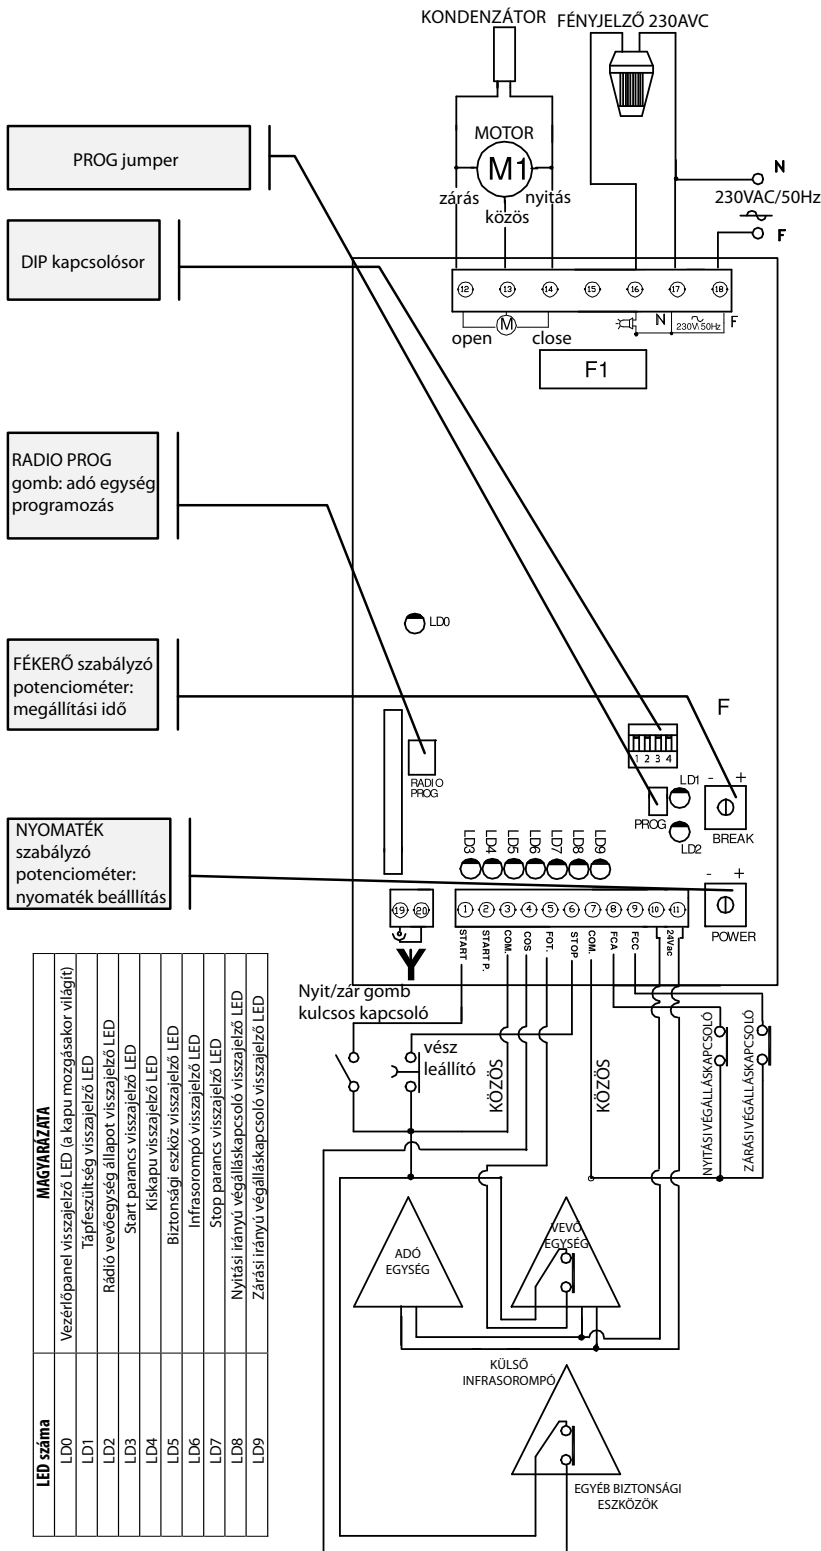 KONDENZÁTOR
FÉNYJELZŐ 230AVC
PROG jumper
MOTOR
M1
zárás
nyitás
közös
N
230VAC/50Hz
F
DIP kapcsolósor
12
13
14
15
16
17
18
M
open
close
N
230V\50Hz
F
F1
RADIO PROG
gomb: adó egység
programozás
LD0
FÉKERŐ szabályzó
potenciométer:
megállítási idő
F
1 2 3 4
RADIO
PROG
LD1
- +
PROG
LD2
BREAK
NYOMATÉK
szabályzó
potenciométer:
nyomaték beálllítás
LD3
LD4
LD5
LD6
LD7
LD8
LD9
- +
POWER
19
20
1
2
3
4
5
6
7
8
9
10
11
START
START P.
COM.
COS
FOT.
STOP
COM.
FCA
FCC
24Vac
Nyit/zár gomb
kulcsos kapcsoló
vész
leállító
KÖZÖS
KÖZÖS
NYITÁSI VÉGÁLLÁSKAPCSOLÓ
ZÁRÁSI VÉGÁLLÁSKAPCSOLÓ
ADÓ
EGYSÉG
VEVŐ
EGYSÉG
KÜLSŐ
INFRASOROMPÓ
EGYÉB BIZTONSÁGI
ESZKÖZÖK
LED száma MAGYARÁZATA
LD0 Vezérlőpanel visszajelző LED (a kapu mozgásakor világít)
LD1 Tápfeszültség visszajelző LED
LD2 Rádió vevőegység állapot visszajelző LED
LD3 Start parancs visszajelző LED
LD4 Kiskapu visszajelző LED
LD5 Biztonsági eszköz visszajelző LED
LD6 Infrasorompó visszajelző LED
LD7 Stop parancs visszajelző LED
LD8 Nyitási irányú végálláskapcsoló visszajelző LED
LD9 Zárási irányú végálláskapcsoló visszajelző LED